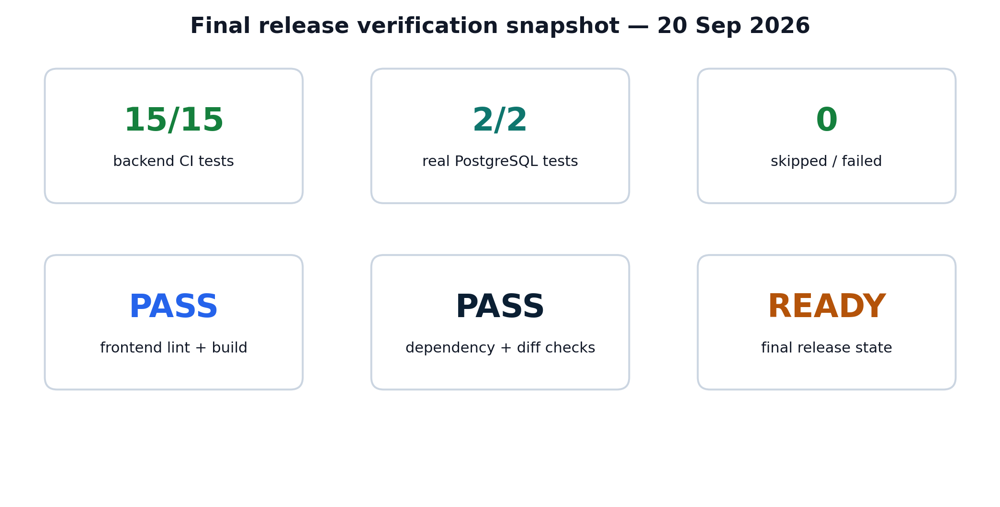 Final release verification snapshot — 20 Sep 2026
15/15
backend CI tests
2/2
real PostgreSQL tests
0
skipped / failed
PASS
frontend lint + build
PASS
dependency + diff checks
READY
final release state